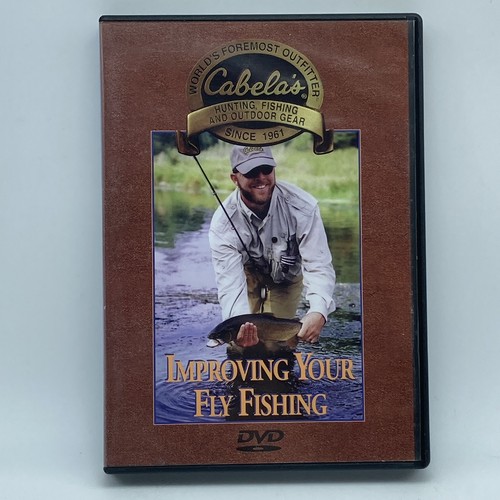 WORLD'S FOREMOST OUTFITTER
Cabela's
HUNTING, FISHING
AND OUTDOOR GEAR
SINCE 1961
IMPROVING YOUR
FLY FISHING
DVD